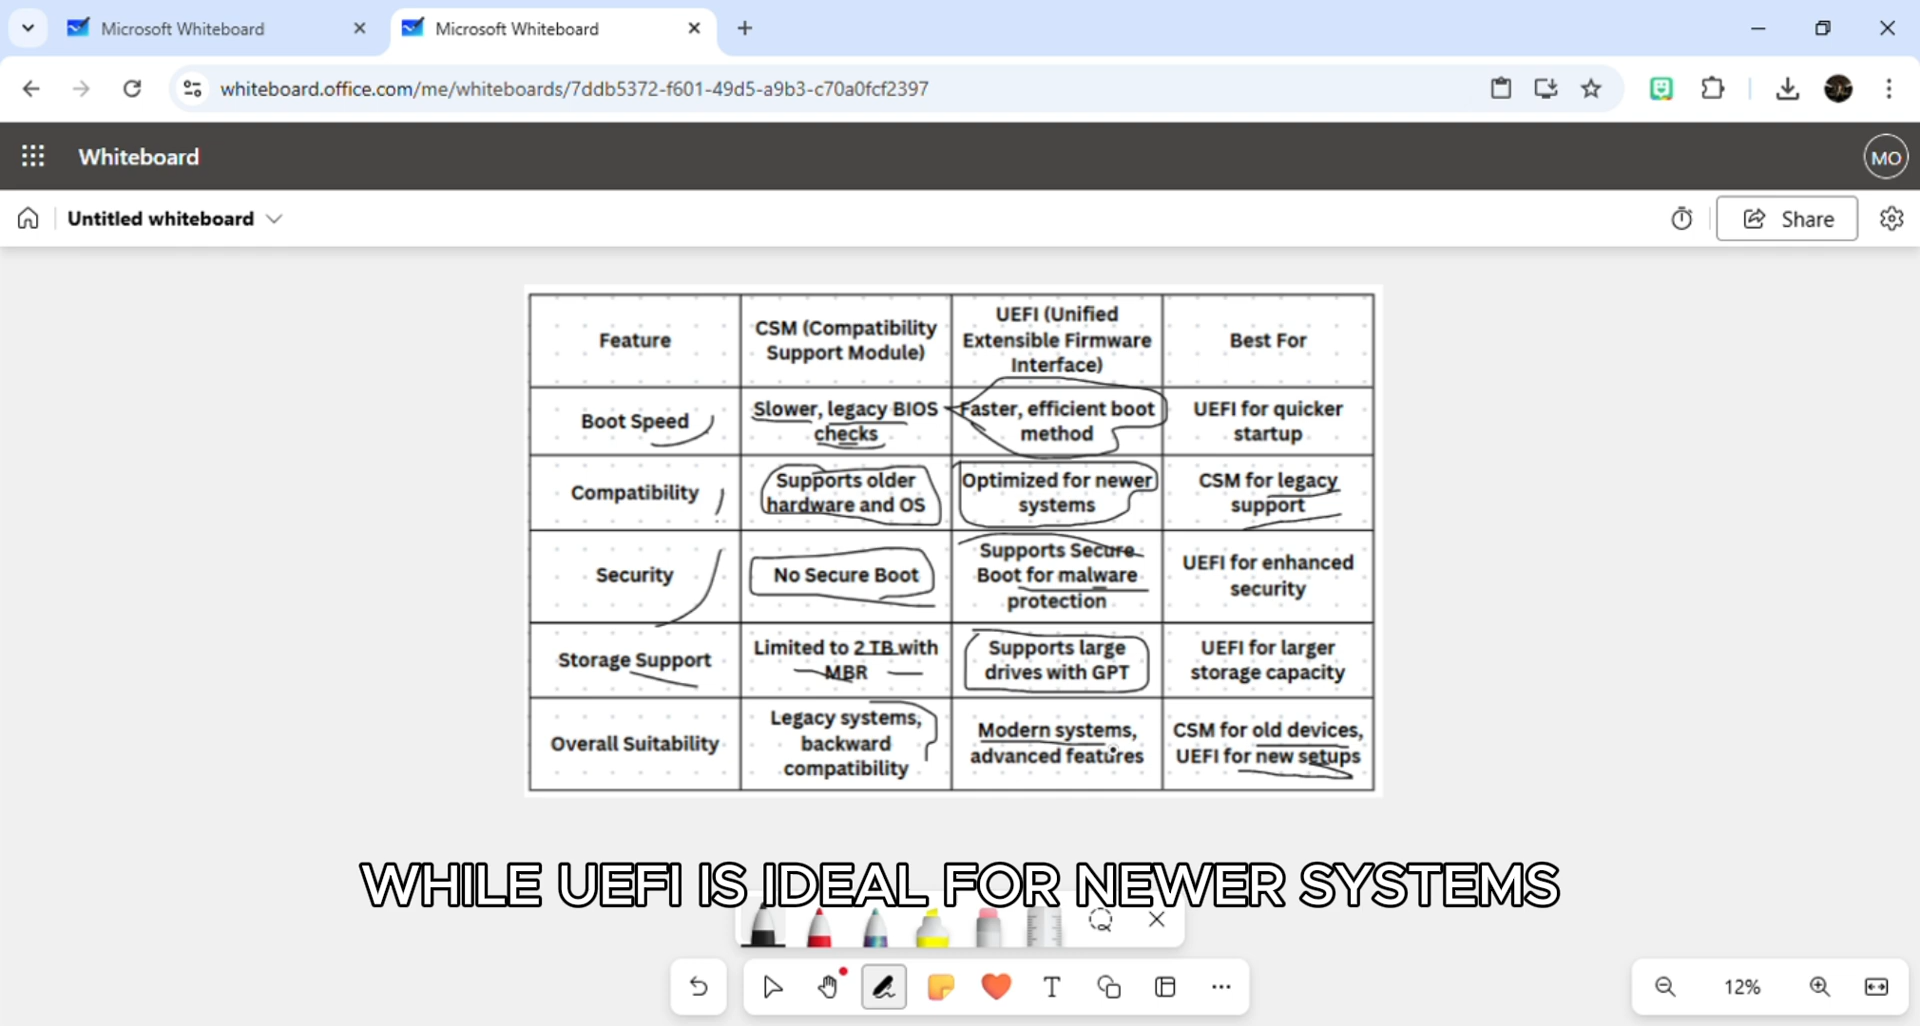 Microsoft Whiteboard
Microsoft Whiteboard
whiteboard.office.com/me/whiteboards/7ddb5372-f601-49d5-a9b3-c70a0fcf2397
Whiteboard
MO
Untitled whiteboard
Share
Feature
CSM (Compatibility
Support Module)
UEFI (Unified
Extensible Firmware
Interface)
Best For
Boot Speed
Slower, legacy BIOS
checks
Faster, efficient boot
method
UEFI for quicker
startup
Compatibility
Supports older
hardware and OS
Optimized for newer
systems
CSM for legacy
support
Security
No Secure Boot
Supports Secure
Boot for malware
protection
UEFI for enhanced
security
Storage Support
Limited to 2 TB with
MBR
Supports large
drives with GPT
UEFI for larger
storage capacity
Overall Suitability
Legacy systems,
backward
compatibility
Modern systems,
advanced features
CSM for old devices,
UEFI for new setups
WHILE UEFI IS IDEAL FOR NEWER SYSTEMS
12%